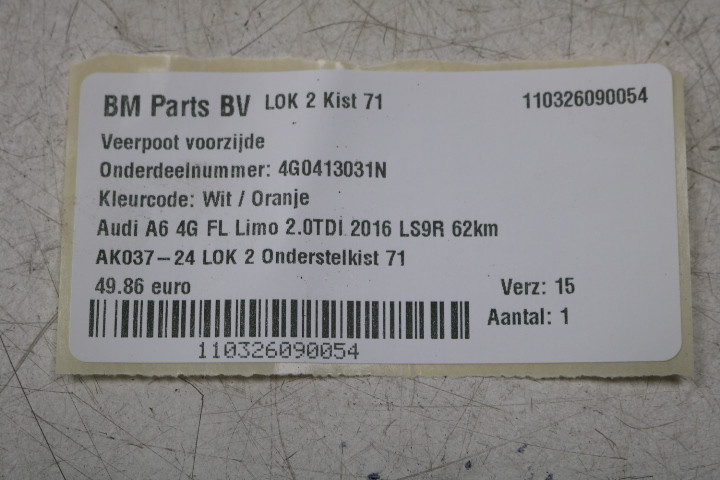 BM Parts BV LOK 2 Kist 71 110326090054
Veerpoot voorzijde
Onderdeelnummer: 4G0413031N
Kleurcode: Wit / Oranje
Audi A6 4G FL Limo 2.0TDI 2016 LS9R 62km
AK037-24 LOK 2 Onderstelkist 71
49.86 euro Verz: 15
Aantal: 1
110326090054